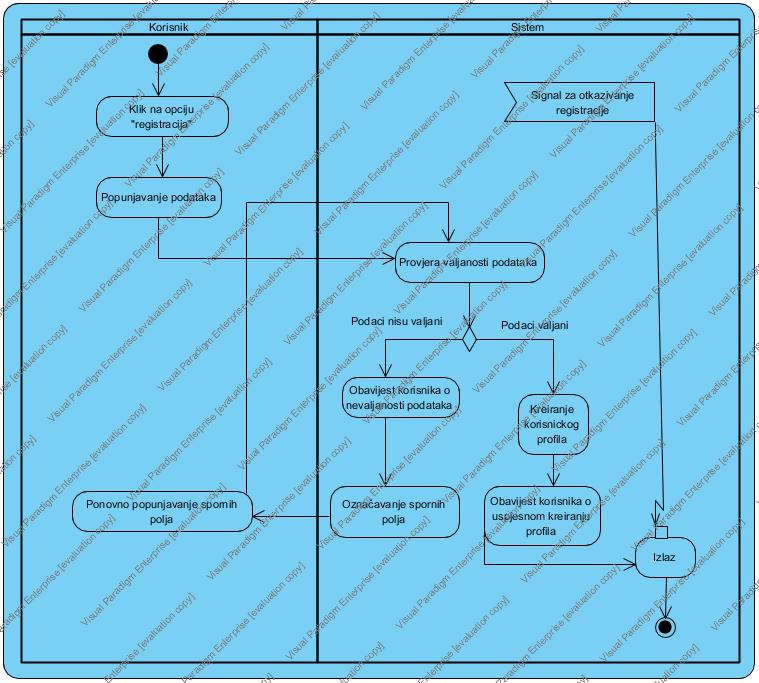 Korisnik
Sistem
Klik na opciju
"registracija"
Signal za otkazivanje
registracije
Popunjavanje podataka
Provjera valjanosti podataka
Podaci nisu valjani
Podaci valjani
Obavijest korisnika o
nevaljanosti podataka
Kreiranje
korisnickog
profila
Ponovno popunjavanje spornih
polja
Označavanje spornih
polja
Obavijest korisnika o
uspjesnom kreiranju
profila
Izlaz
Visual Paradigm Enterprise [evaluation copy]